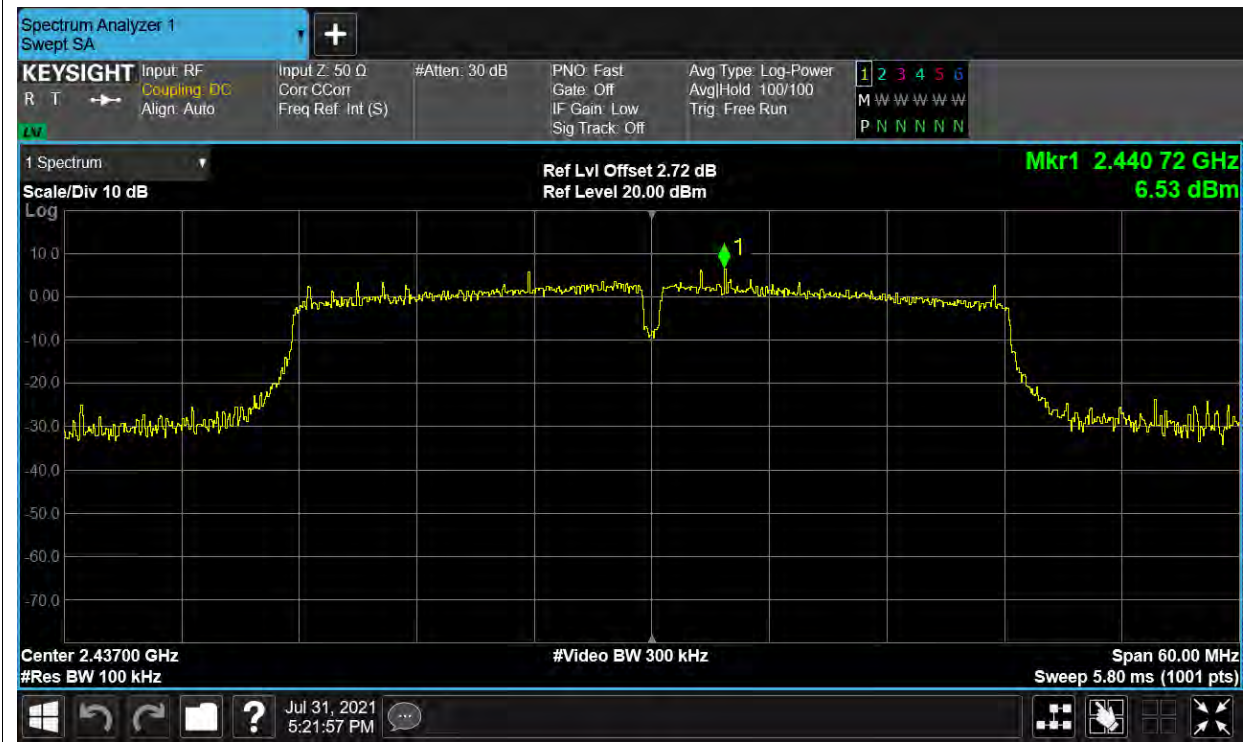 Spectrum Analyzer 1
Swept SA
+
KEYSIGHT Input: RF Input Z: 50 Ω #Atten: 30 dB PNO: Fast Avg Type: Log-Power 1 2 3 4 5 6
R T Coupling: DC Corr CCorr Gate: Off Avg|Hold: 100/100 M W W W W W W
Align: Auto Freq Ref: Int (S) IF Gain: Low Trig: Free Run
LXI Sig Track: Off P N N N N N N
1 Spectrum Ref Lvl Offset 2.72 dB Mkr1 2.440 72 GHz
Scale/Div 10 dB Ref Level 20.00 dBm 6.53 dBm
Log
1
10.0
0.00
-10.0
-20.0
-30.0
-40.0
-50.0
-60.0
-70.0
Center 2.43700 GHz #Video BW 300 kHz Span 60.00 MHz
#Res BW 100 kHz Sweep 5.80 ms (1001 pts)
? Jul 31, 2021
5:21:57 PM